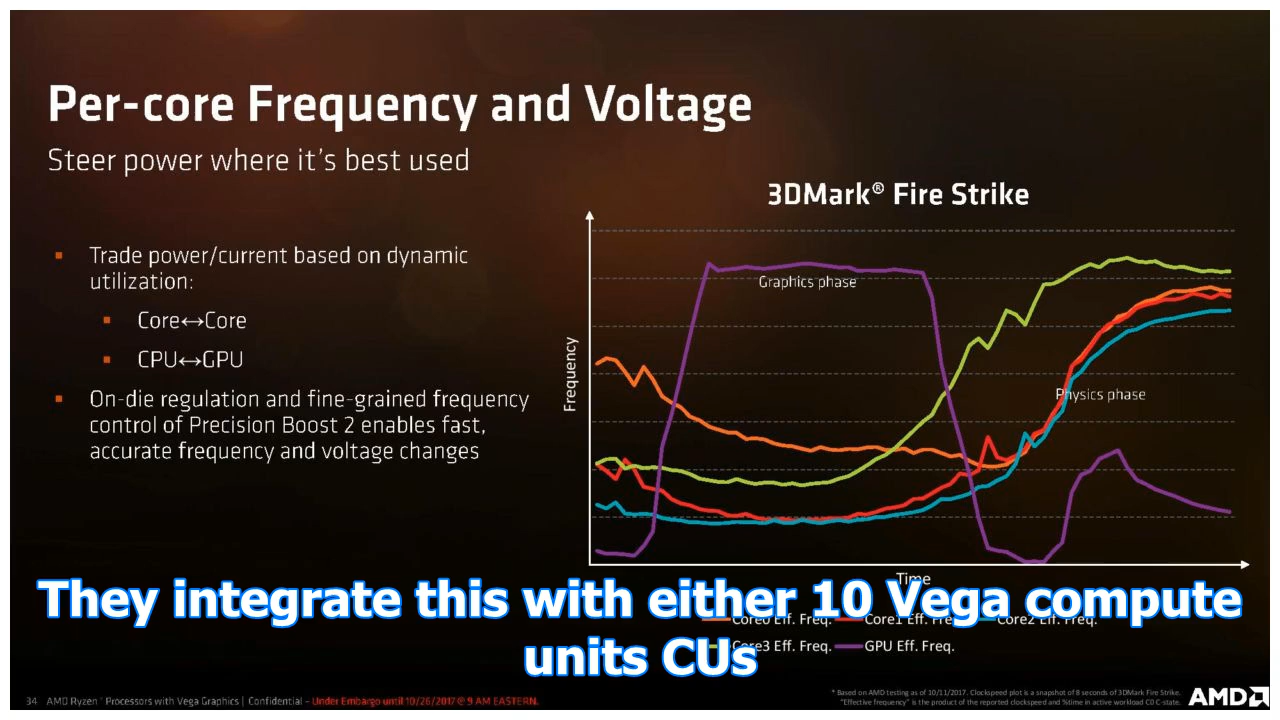 Per-core Frequency and Voltage
Steer power where it's best used
▪ Trade power/current based on dynamic
utilization:
▪ Core↔Core
▪ CPU↔GPU
▪ On-die regulation and fine-grained frequency
control of Precision Boost 2 enables fast,
accurate frequency and voltage changes
3DMark® Fire Strike
Graphics phase
Frequency
Physics phase
Time
Core0 Eff. Freq. Core1 Eff. Freq. Core2 Eff. Freq.
Core3 Eff. Freq. GPU Eff. Freq.
They integrate this with either 10 Vega compute
units CUs
34 AMD Ryzen™ Processors with Vega Graphics | Confidential – Under Embargo until 10/26/2017 @ 9 AM EASTERN.
* Based on AMD testing as of 10/11/2017. Clockspeed plot is a snapshot of 8 seconds of 3DMark Fire Strike.
"Effective frequency" is the product of the reported clockspeed and %time in active workload C0 C-state.
AMD